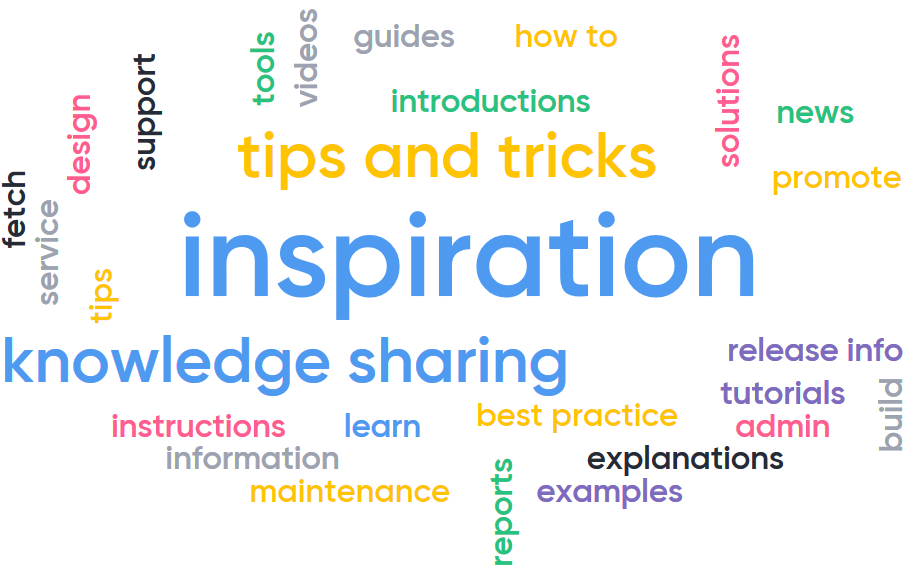 videos
tools
guides
how to
solutions
support
introductions
news
design
tips and tricks
promote
fetch
service
inspiration
tips
knowledge sharing
release info
tutorials
build
instructions
learn
best practice
admin
information
explanations
maintenance
reports
examples